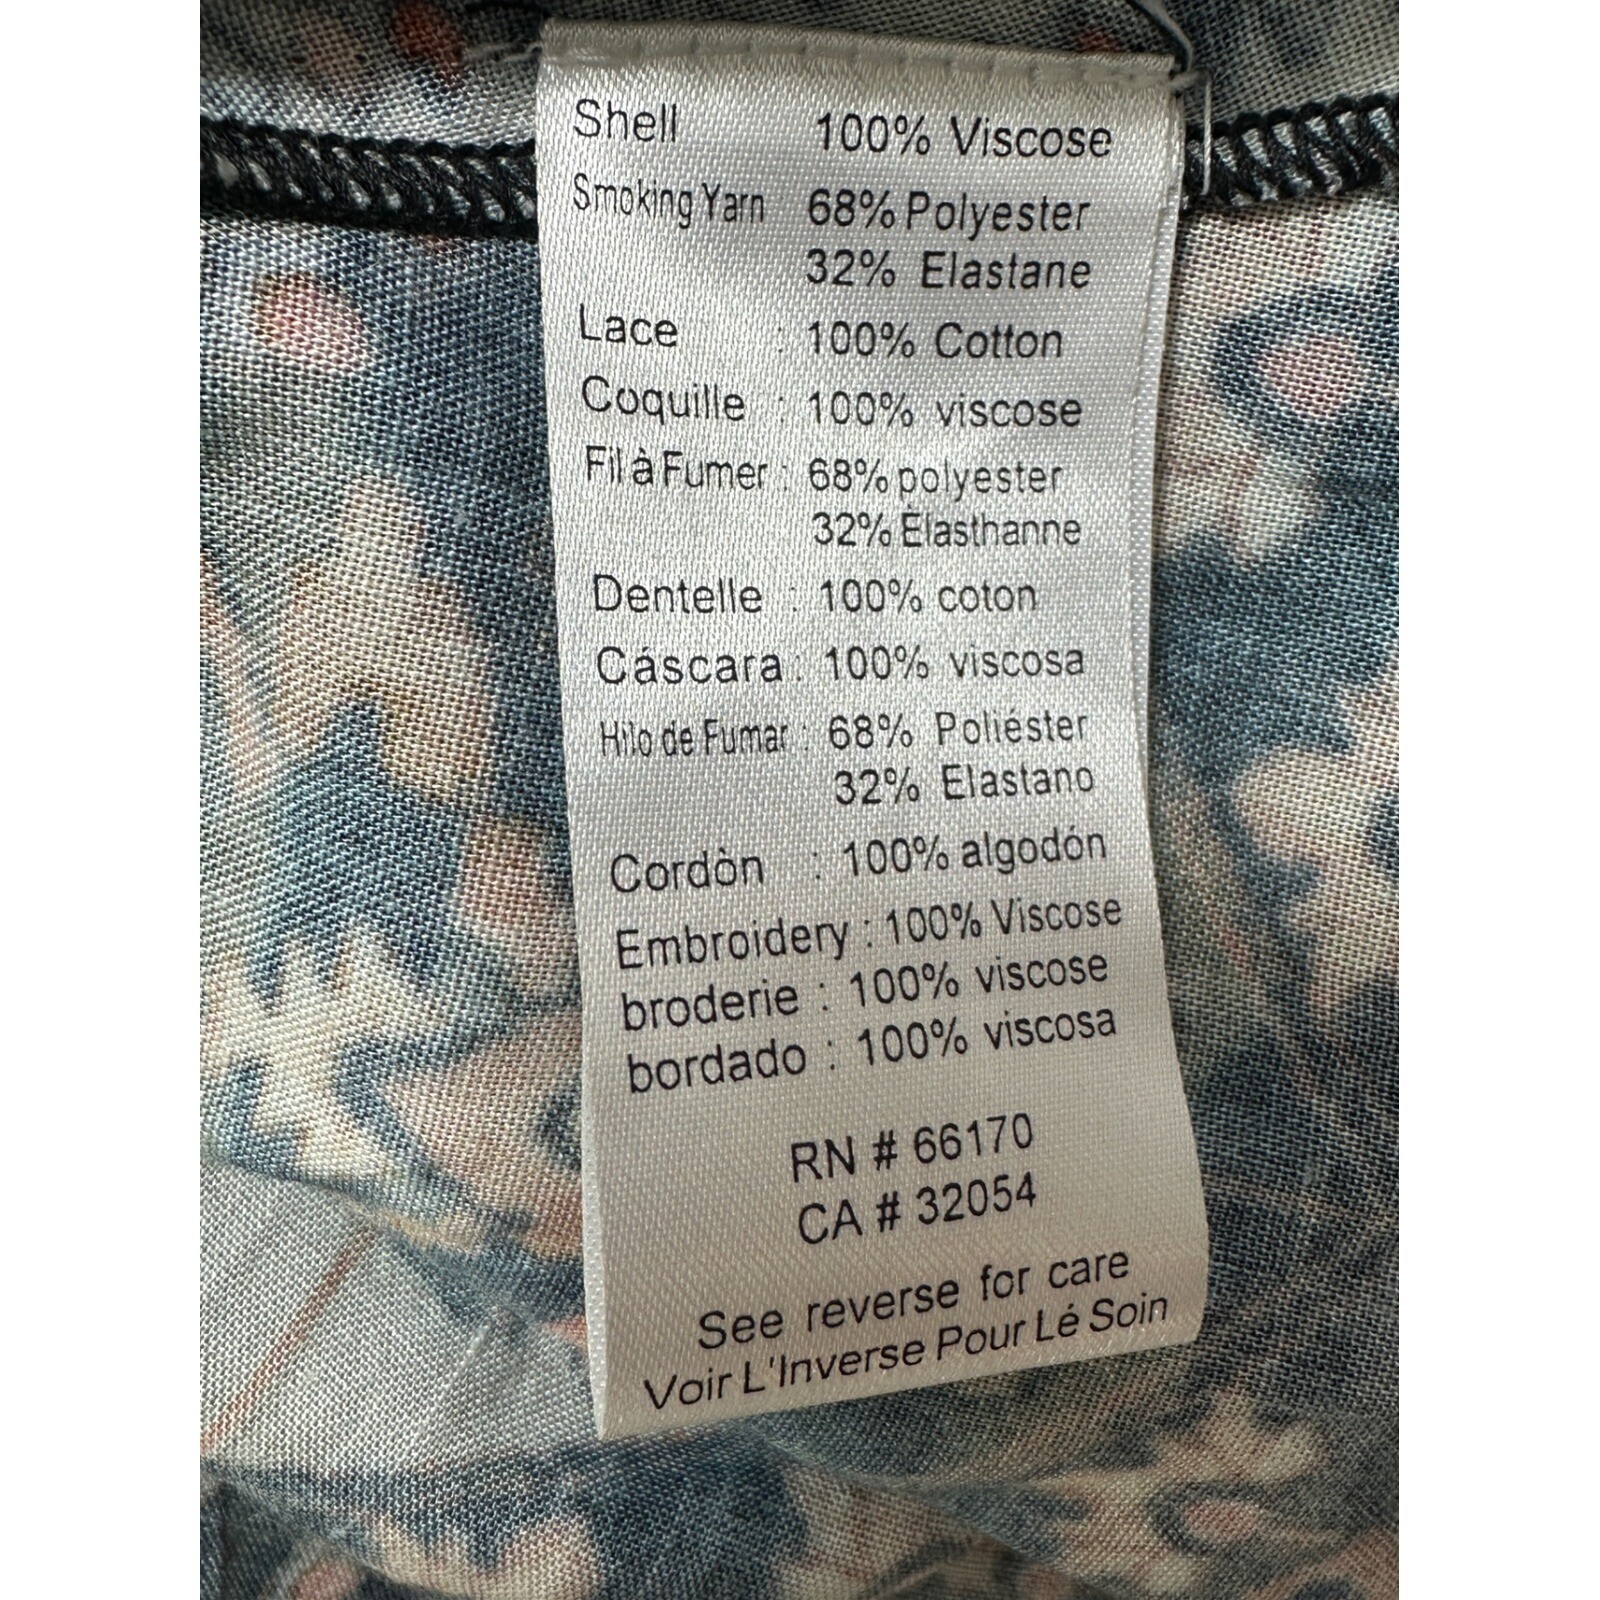 Shell 100% Viscose
Smoking Yarn 68% Polyester
32% Elastane
Lace : 100% Cotton
Coquille : 100% viscose
Fil à Fumer : 68% polyester
32% Elasthanne
Dentelle : 100% coton
Cáscara : 100% viscosa
Hilo de Fumar : 68% Poliéster
32% Elastano
Cordòn : 100% algodón
Embroidery : 100% Viscose
broderie : 100% viscose
bordado : 100% viscosa
RN # 66170
CA # 32054
See reverse for care
Voir L'Inverse Pour Lé Soin